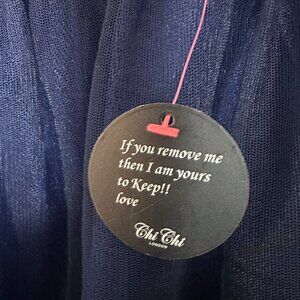 If you remove me
then I am yours
to Keep!!
love
Chi Chi
LONDON